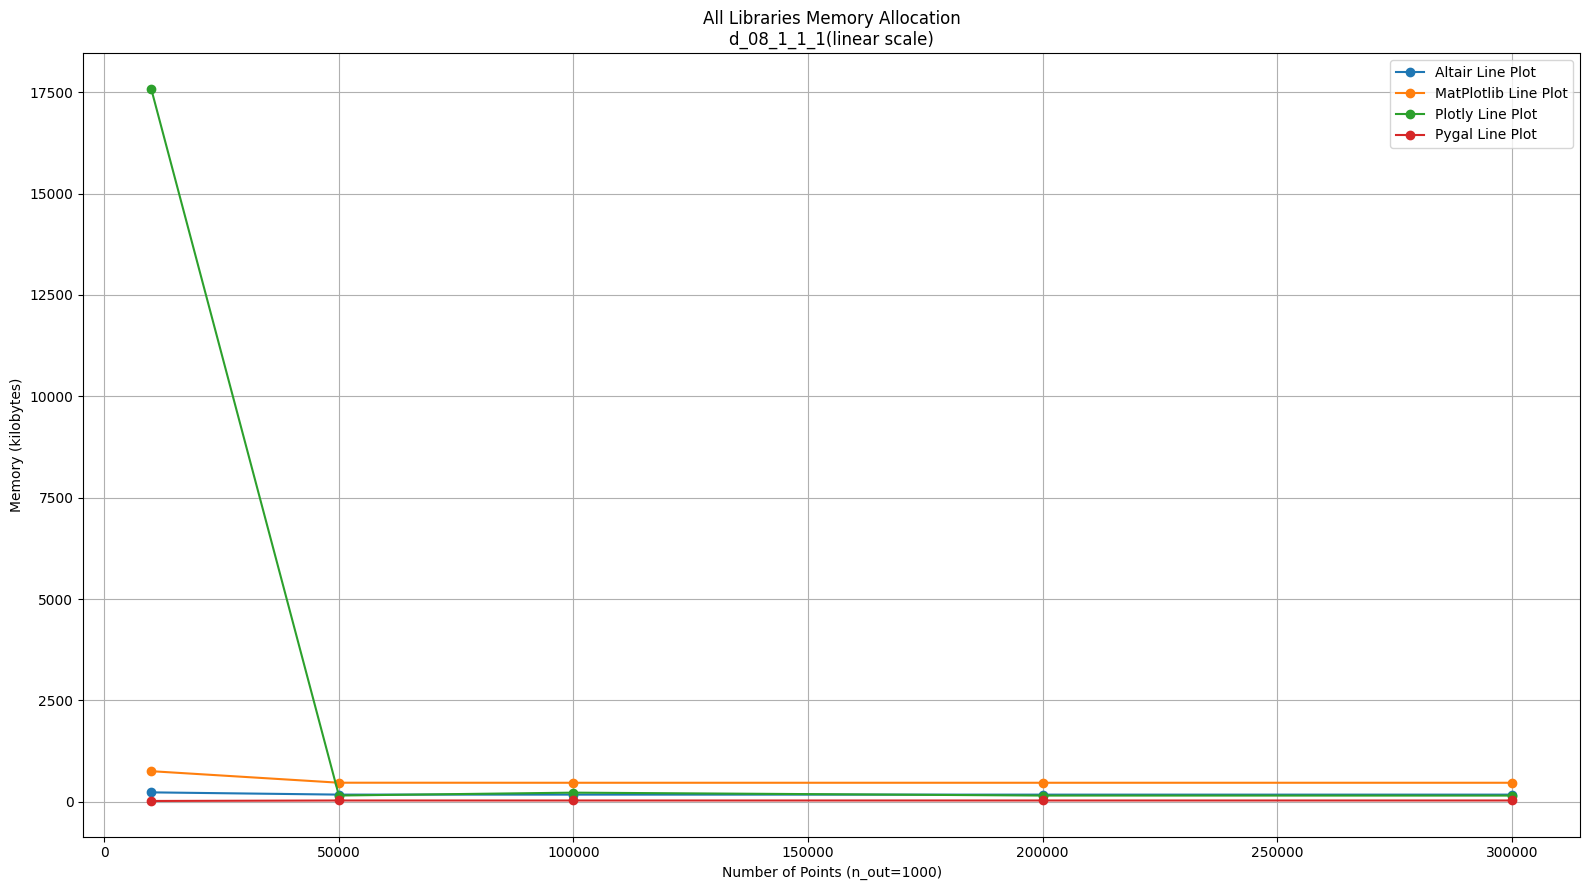 All Libraries Memory Allocation
d_08_1_1_1(linear scale)
Altair Line Plot
MatPlotlib Line Plot
Plotly Line Plot
Pygal Line Plot
Memory (kilobytes)
17500
15000
12500
10000
7500
5000
2500
0
0
50000
100000
150000
200000
250000
300000
Number of Points (n_out=1000)